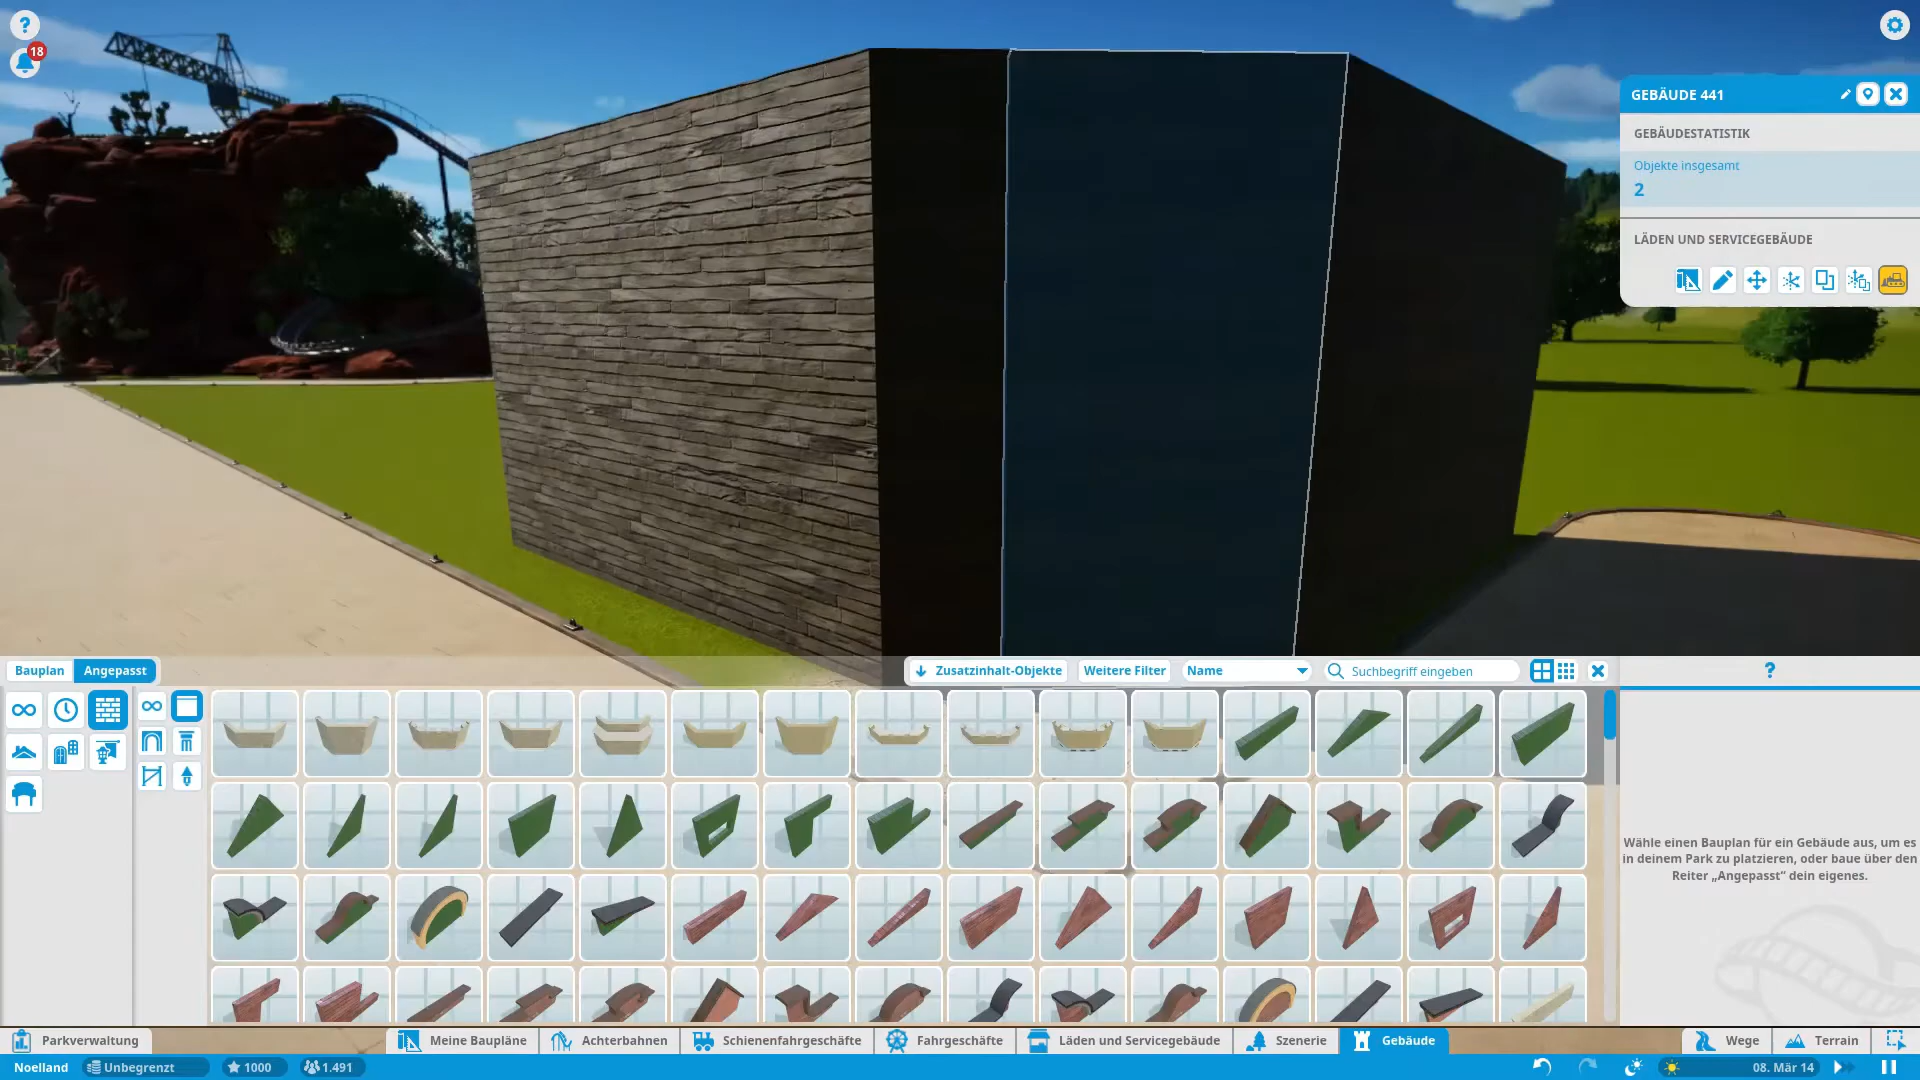 ?
18
GEBÄUDE 441
GEBÄUDESTATISTIK
Objekte insgesamt
2
LÄDEN UND SERVICEGEBÄUDE
Bauplan
Angepasst
Zusatzinhalt-Objekte
Weitere Filter
Name
Suchbegriff eingeben
?
Wähle einen Bauplan für ein Gebäude aus, um es
in deinem Park zu platzieren, oder baue über den
Reiter „Angepasst“ dein eigenes.
Parkverwaltung
Meine Baupläne
Achterbahnen
Schienenfahrgeschäfte
Fahrgeschäfte
Läden und Servicegebäude
Szenerie
Gebäude
Wege
Terrain
Noelland
Unbegrenzt
1000
1.491
08. Mär 14